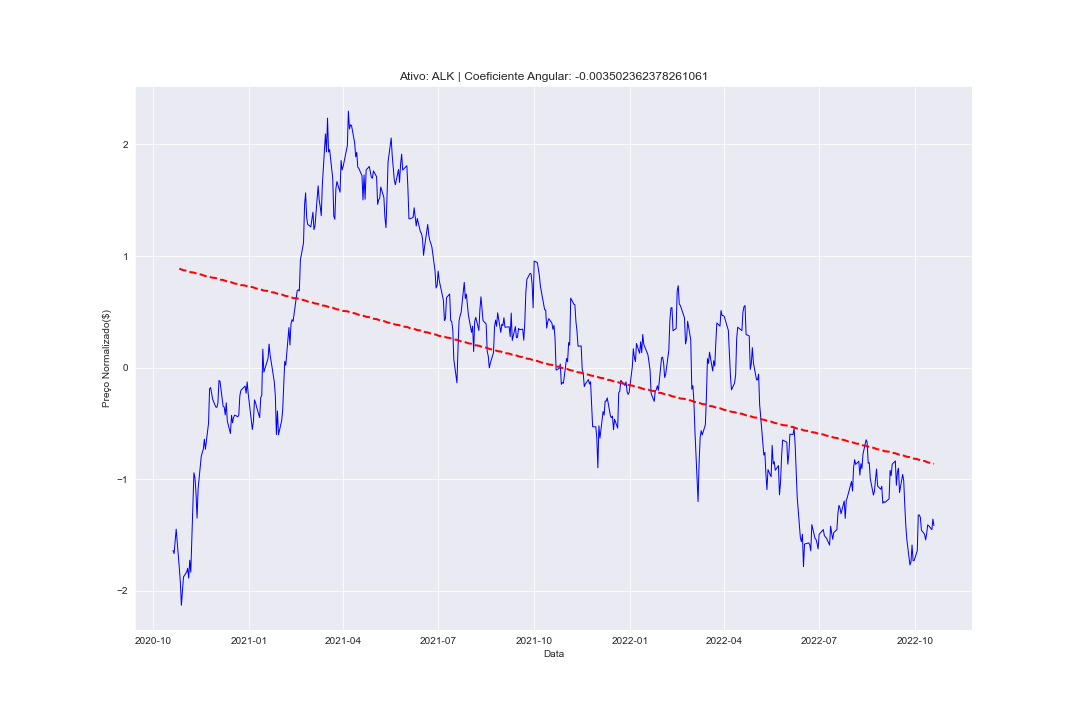 Ativo: ALK | Coeficiente Angular: -0.003502362378261061
Preço Normalizado($)
2
1
0
−1
−2
2020-10 2021-01 2021-04 2021-07 2021-10 2022-01 2022-04 2022-07 2022-10
Data